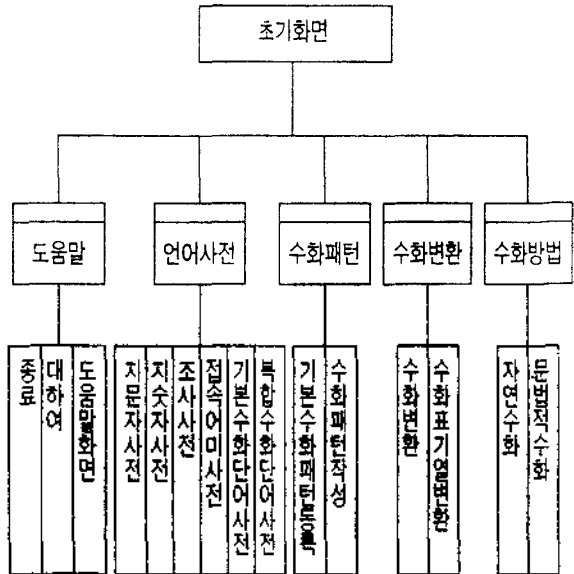 초기화면
도움말
언어사전
수화패턴
수화변환
수화방법
종료
대하여
도움말화면
지문자사전
지숫자사전
조사사전
접속어미사전
기본수화단어사전
복합수화단어사전
기본수화패턴등록
수화패턴작성
수화변환
수화표기열변환
자연수화
문법적수화